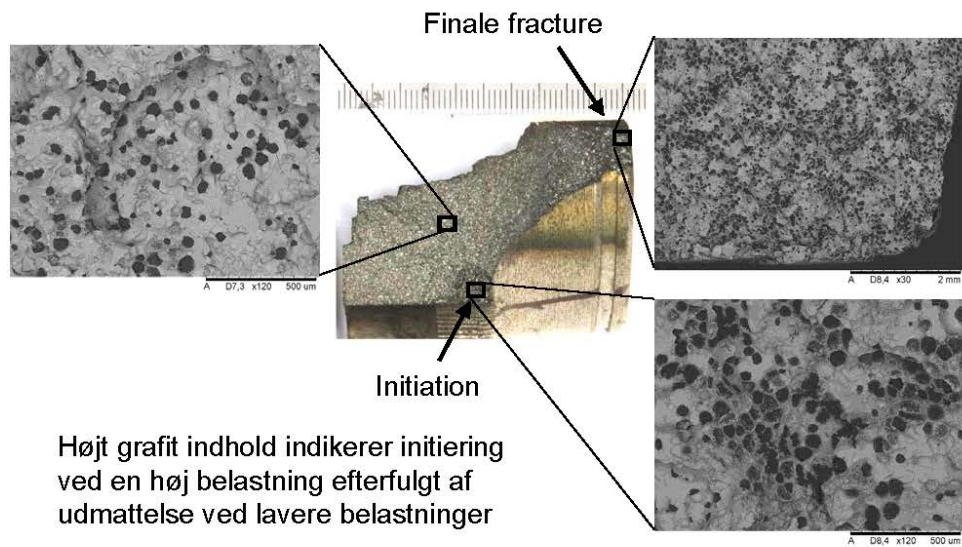 Finale fracture
A D7,3 x120 500 um
A D8,4 x30 2 mm
Initiation
A D8,4 x120 500 um
Højt grafit indhold indikerer initiering
ved en høj belastning efterfulgt af
udmattelse ved lavere belastninger